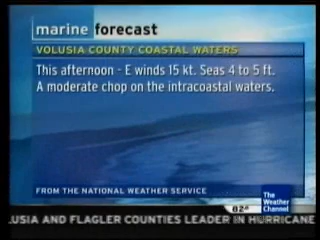 marine forecast
VOLUSIA COUNTY COASTAL WATERS
This afternoon - E winds 15 kt. Seas 4 to 5 ft.
A moderate chop on the intracoastal waters.
FROM THE NATIONAL WEATHER SERVICE
82°
The
Weather
Channel
LUSIA AND FLAGLER COUNTIES LEADER IN HURRICANE